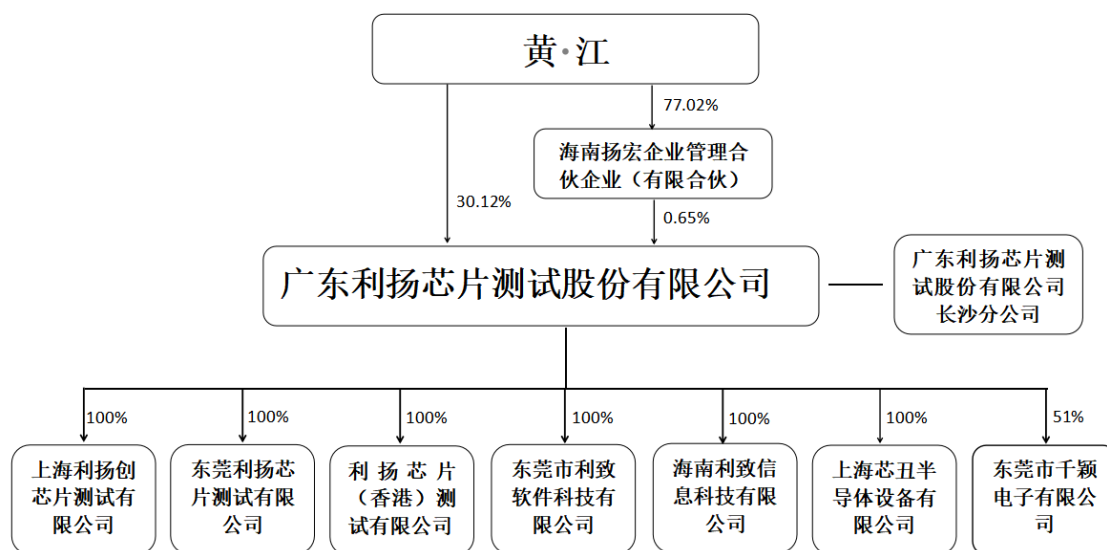 黄·江
77.02%
海南扬宏企业管理合
伙企业（有限合伙）
30.12%
0.65%
广东利扬芯片测试股份有限公司
广东利扬芯片测
试股份有限公司
长沙分公司
100%
100%
100%
100%
100%
100%
51%
上海利扬创
芯片测试有
限公司
东莞利扬芯
片测试有限
公司
利扬芯片
（香港）测
试有限公司
东莞市利致
软件科技有
限公司
海南利致信
息科技有限
公司
上海芯丑半
导体设备有
限公司
东莞市千颖
电子有限公
司